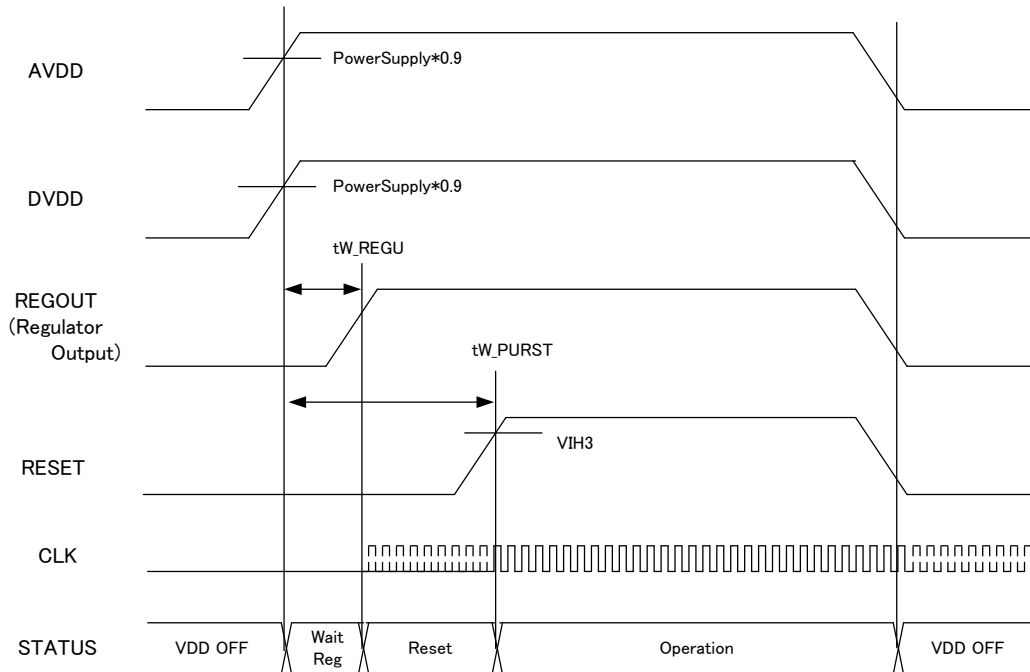 AVDD
PowerSupply*0.9
DVDD
PowerSupply*0.9
tW_REGU
REGOUT
(Regulator
Output)
tW_PURST
VIH3
RESET
CLK
STATUS
VDD OFF
Wait
Reg
Reset
Operation
VDD OFF